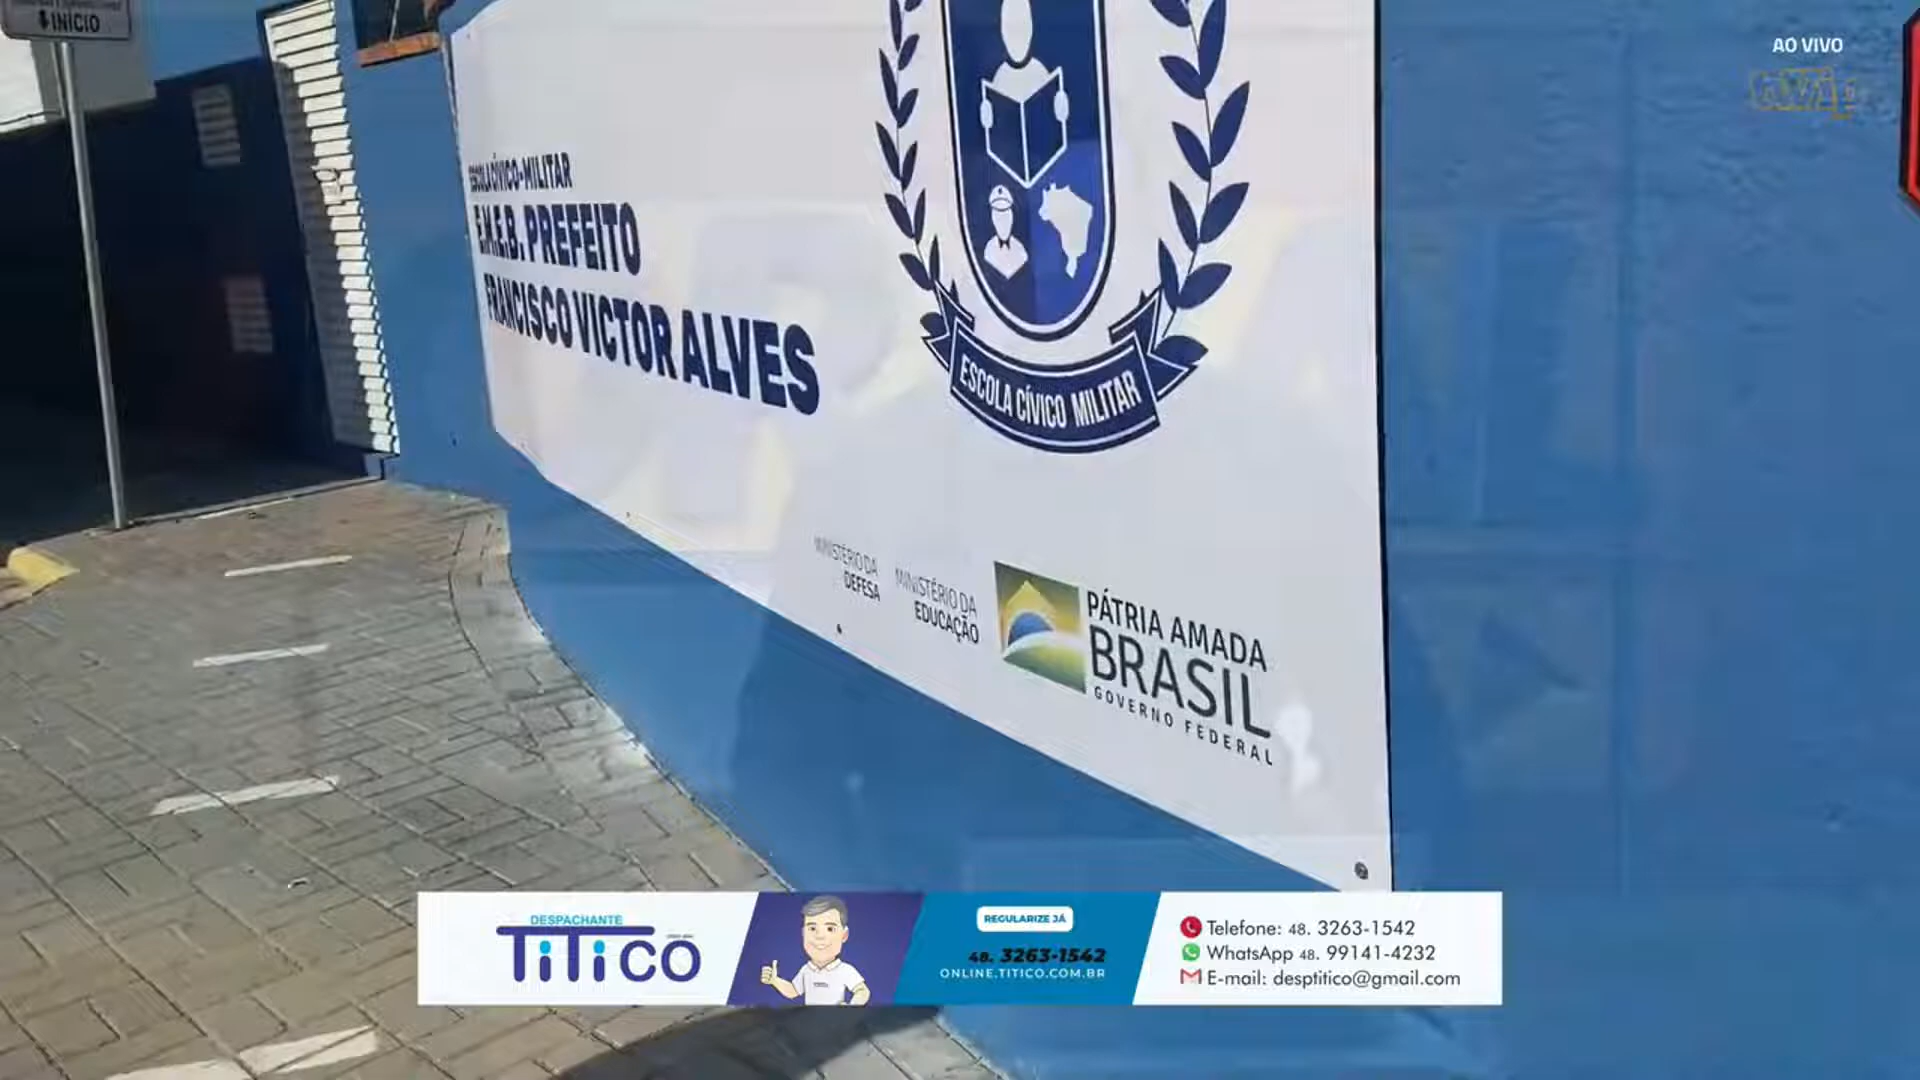 INÍCIO
AO VIVO
ESCOLA CÍVICO-MILITAR
E.M.E.B. PREFEITO
FRANCISCO VICTOR ALVES
ESCOLA CÍVICO MILITAR
MINISTÉRIO DA
DEFESA
MINISTÉRIO DA
EDUCAÇÃO
PÁTRIA AMADA
BRASIL
GOVERNO FEDERAL
DESPACHANTE
TiTiCO
REGULARIZE JÁ
48. 3263-1542
ONLINE.TITICO.COM.BR
Telefone: 48. 3263-1542
WhatsApp 48. 99141-4232
E-mail: desptitico@gmail.com